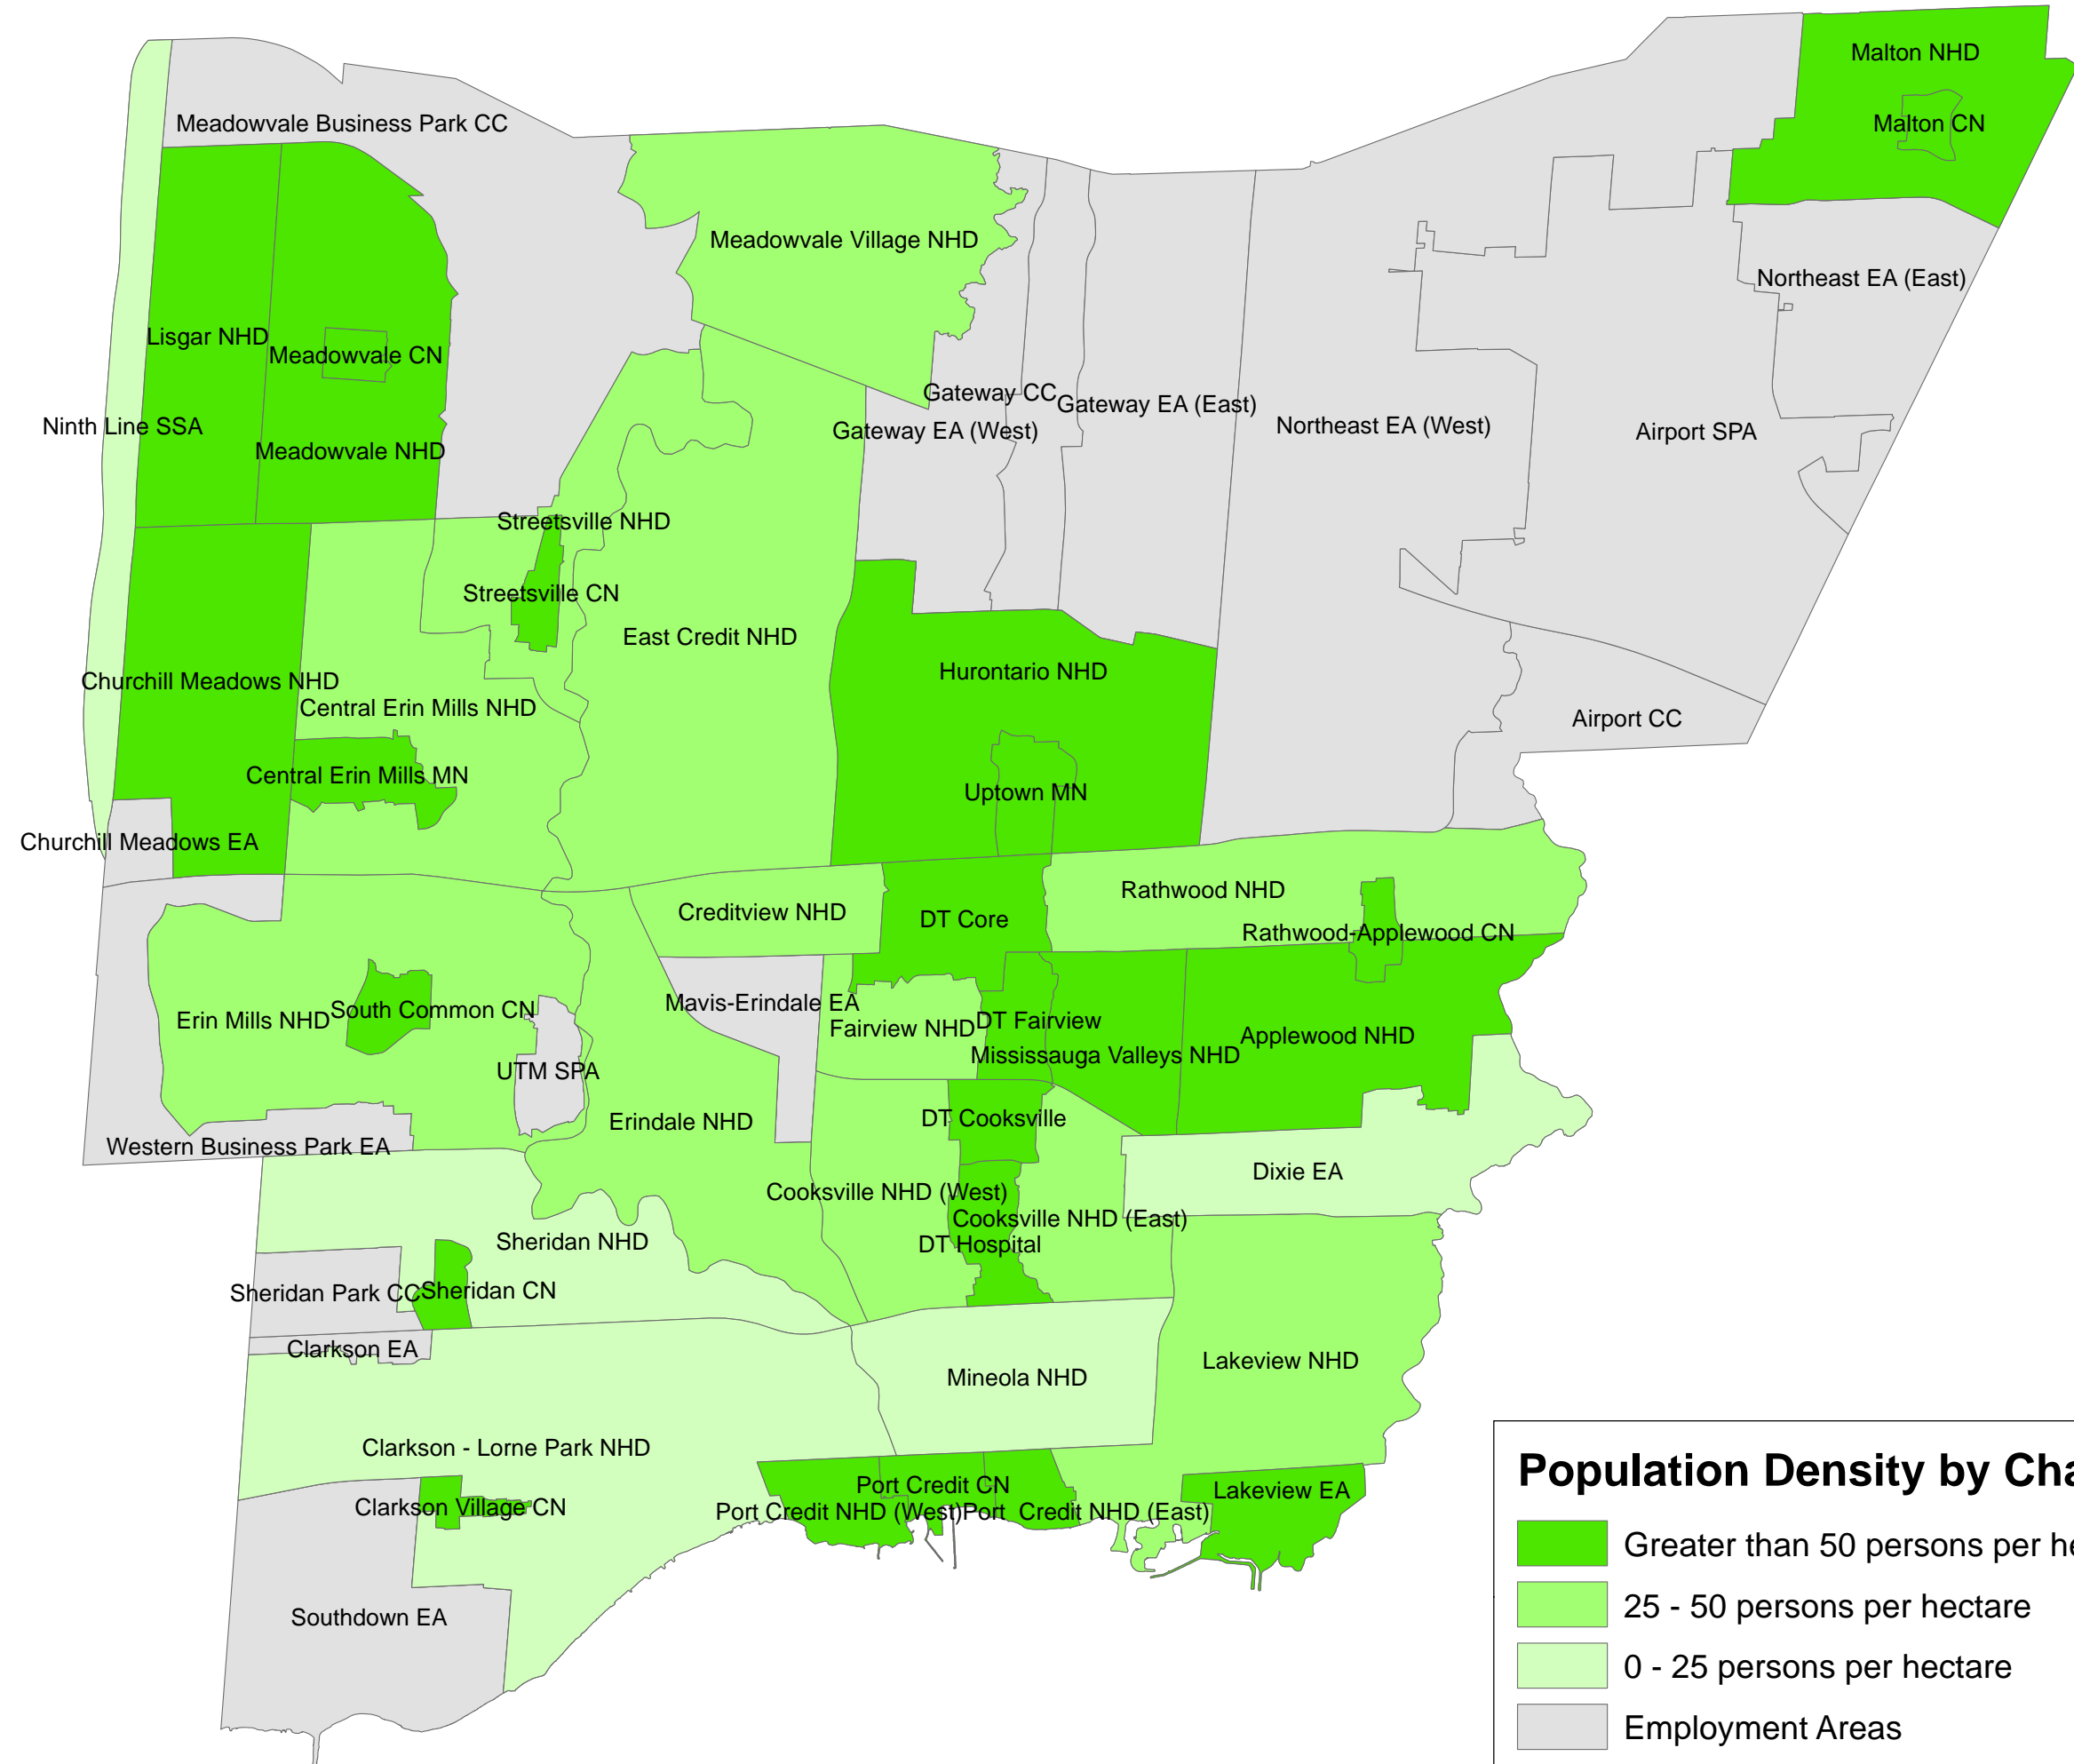 Malton NHD
Malton CN
Meadowvale Business Park CC
Meadowvale Village NHD
Northeast EA (East)
Lisgar NHD
Meadowvale CN
Gateway CC
Gateway EA (East)
Ninth Line SSA
Northeast EA (West)
Gateway EA (West)
Airport SPA
Meadowvale NHD
Streetsville NHD
Streetsville CN
East Credit NHD
Hurontario NHD
Churchill Meadows NHD
Central Erin Mills NHD
Airport CC
Central Erin Mills MN
Uptown MN
Churchill Meadows EA
Rathwood NHD
Creditview NHD
DT Core
Rathwood-Applewood CN
Mavis-Erindale EA
South Common CN
Erin Mills NHD
Fairview NHD
DT Fairview
Applewood NHD
Mississauga Valleys NHD
UTM SPA
Erindale NHD
DT Cooksville
Western Business Park EA
Dixie EA
Cooksville NHD (West)
Cooksville NHD (East)
Sheridan NHD
DT Hospital
Sheridan Park CC
Sheridan CN
Clarkson EA
Lakeview NHD
Mineola NHD
Clarkson - Lorne Park NHD
Port Credit CN
Lakeview EA
Clarkson Village CN
Port Credit NHD (West)
Port Credit NHD (East)
Southdown EA
Population Density by Cha
Greater than 50 persons per he
25 - 50 persons per hectare
0 - 25 persons per hectare
Employment Areas